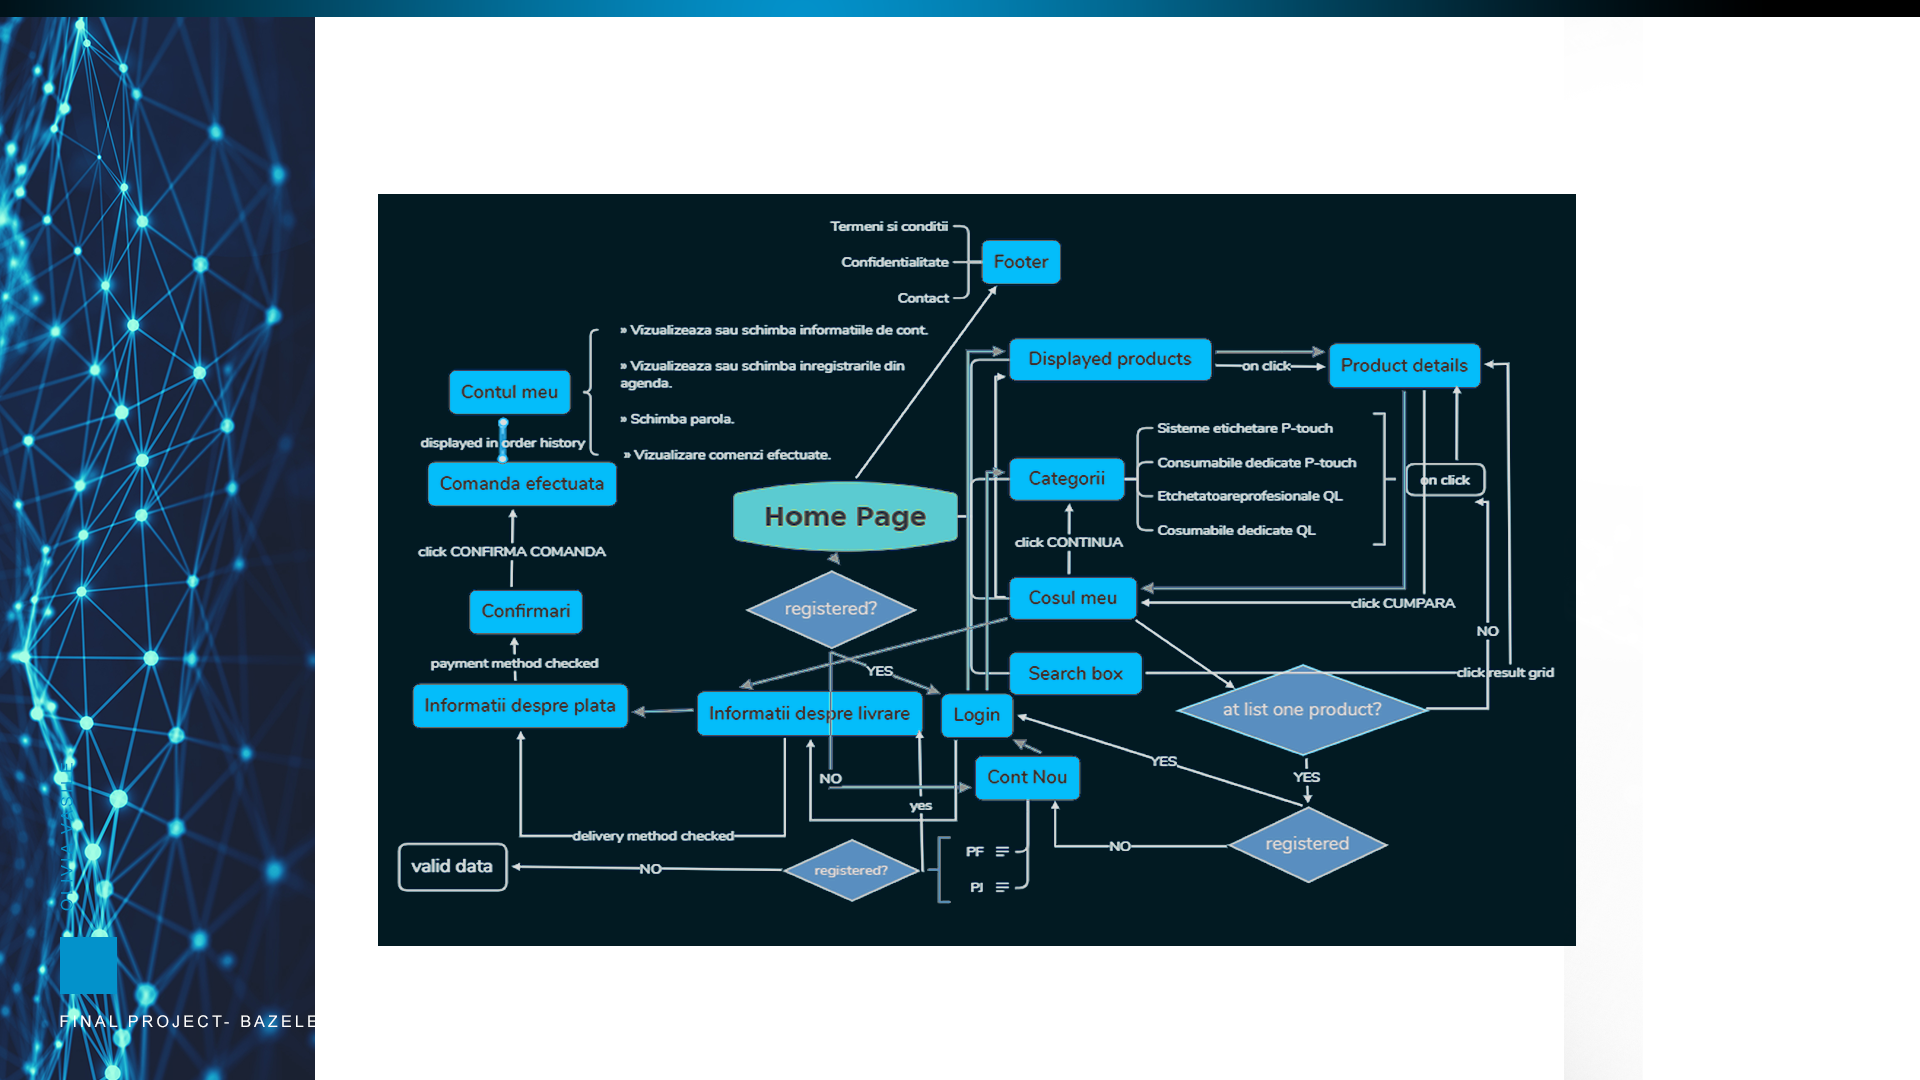 Termeni si conditii
Confidentialitate
Contact
Footer
» Vizualizeaza sau schimba informatiile de cont.
» Vizualizeaza sau schimba inregistrarile din
agenda.
» Schimba parola.
» Vizualizare comenzi efectuate.
Contul meu
displayed in order history
Comanda efectuata
click CONFIRMA COMANDA
Confirmari
payment method checked
Informatii despre plata
Home Page
registered?
YES
NO
Informatii despre livrare
Login
Cont Nou
yes
delivery method checked
valid data
NO
registered?
PF
PJ
Displayed products
on click
Product details
Categorii
Sisteme etichetare P-touch
Consumabile dedicate P-touch
Etchetatoareprofesionale QL
Cosumabile dedicate QL
on click
click CONTINUA
Cosul meu
click CUMPARA
NO
Search box
click result grid
at list one product?
YES
YES
registered
NO
OLIVIA VASILE
FINAL PROJECT- BAZELE